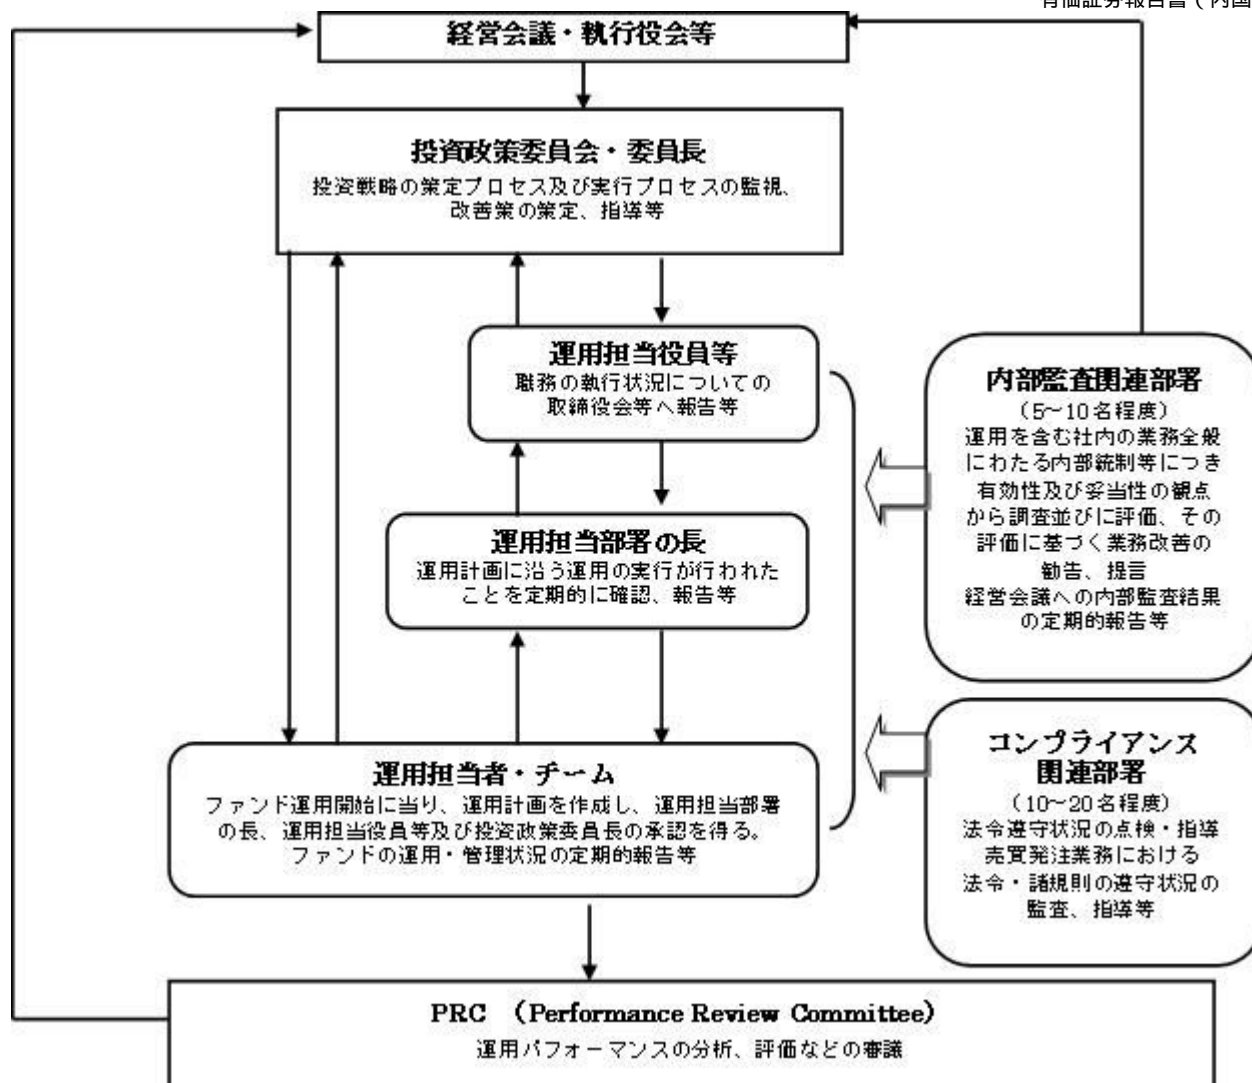 有価証券報告書（内国
経営会議・執行役会等
投資政策委員会・委員長
投資戦略の策定プロセス及び実行プロセスの監視、
改善策の策定、指導等
運用担当役員等
職務の執行状況についての
取締役会等へ報告等
運用担当部署の長
運用計画に沿う運用の実行が行われた
ことを定期的に確認、報告等
運用担当者・チーム
ファンド運用開始に当り、運用計画を作成し、運用担当部署
の長、運用担当役員等及び投資政策委員長の承認を得る。
ファンドの運用・管理状況の定期的報告等
内部監査関連部署
（5～10名程度）
運用を含む社内の業務全般
にわたる内部統制等につき
有効性及び妥当性の観点
から調査並びに評価、その
評価に基づく業務改善の
勧告、提言
経営会議への内部監査結果
の定期的報告等
コンプライアンス
関連部署
（10～20名程度）
法令遵守状況の点検・指導
売買発注業務における
法令・諸規則の遵守状況の
監査、指導等
PRC （Performance Review Committee）
運用パフォーマンスの分析、評価などの審議